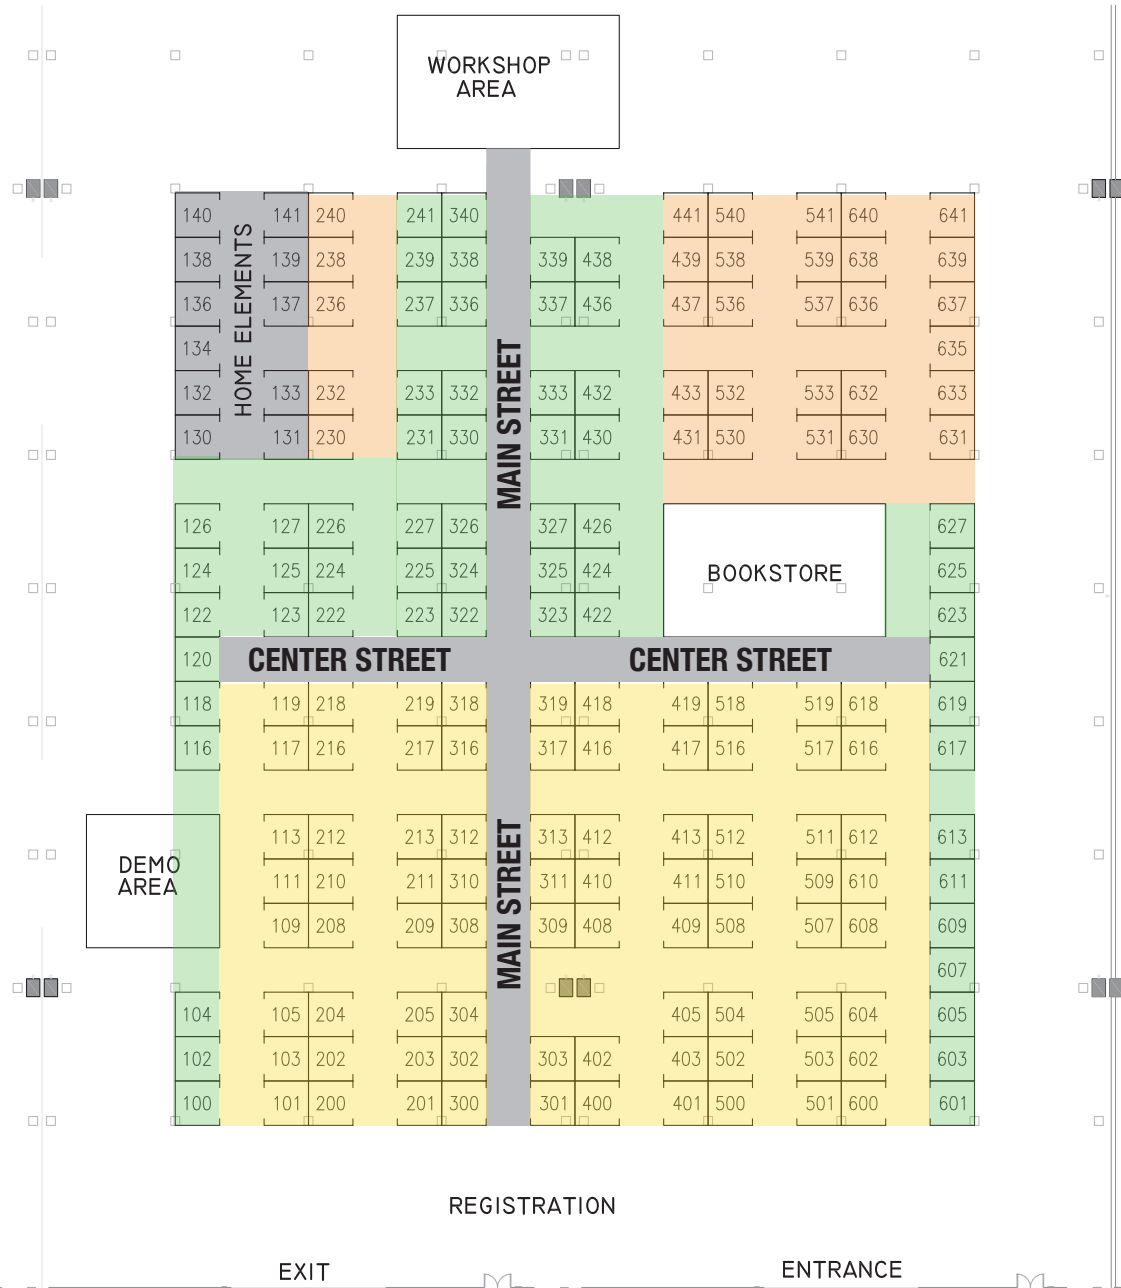 WORKSHOP
AREA
140 141 240 241 340 441 540 541 640 641
138 139 238 239 338 339 438 439 538 539 638 639
136 137 236 237 336 337 436 437 536 537 636 637
HOME ELEMENTS
134 635
132 133 232 233 332 333 432 433 532 533 632 633
130 131 230 231 330 331 430 431 530 531 630 631
MAIN STREET
126 127 226 227 326 327 426 627
124 125 224 225 324 325 424 BOOKSTORE 625
122 123 222 223 322 323 422 623
120 CENTER STREET CENTER STREET 621
118 119 218 219 318 319 418 419 518 519 618 619
116 117 216 217 316 317 416 417 516 517 616 617
113 212 213 312 313 412 413 512 511 612 613
DEMO
AREA
111 210 211 310 311 410 411 510 509 610 611
109 208 209 308 309 408 409 508 507 608 609
MAIN STREET
607
104 105 204 205 304 405 504 505 604 605
102 103 202 203 302 303 402 403 502 503 602 603
100 101 200 201 300 301 400 401 500 501 600 601
REGISTRATION
EXIT ENTRANCE